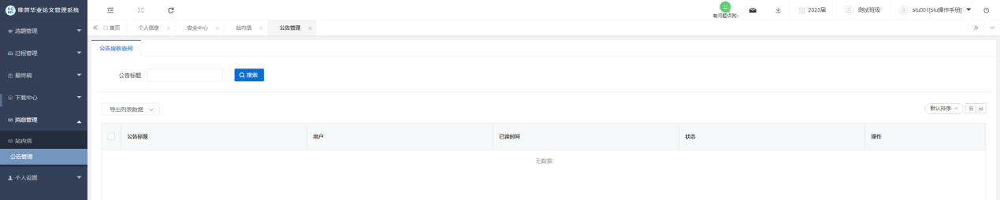 维普毕业论文管理系统
有问题点我~
2023届
测试班级
stu001[stu操作手册]
选题管理
首页
个人信息
安全中心
站内信
公告管理
公告接收查阅
过程管理
最终稿
公告标题
搜索
下载中心
导出列表数据
默认排序
消息管理
公告标题
用户
已读时间
状态
操作
站内信
公告管理
无数据
个人设置